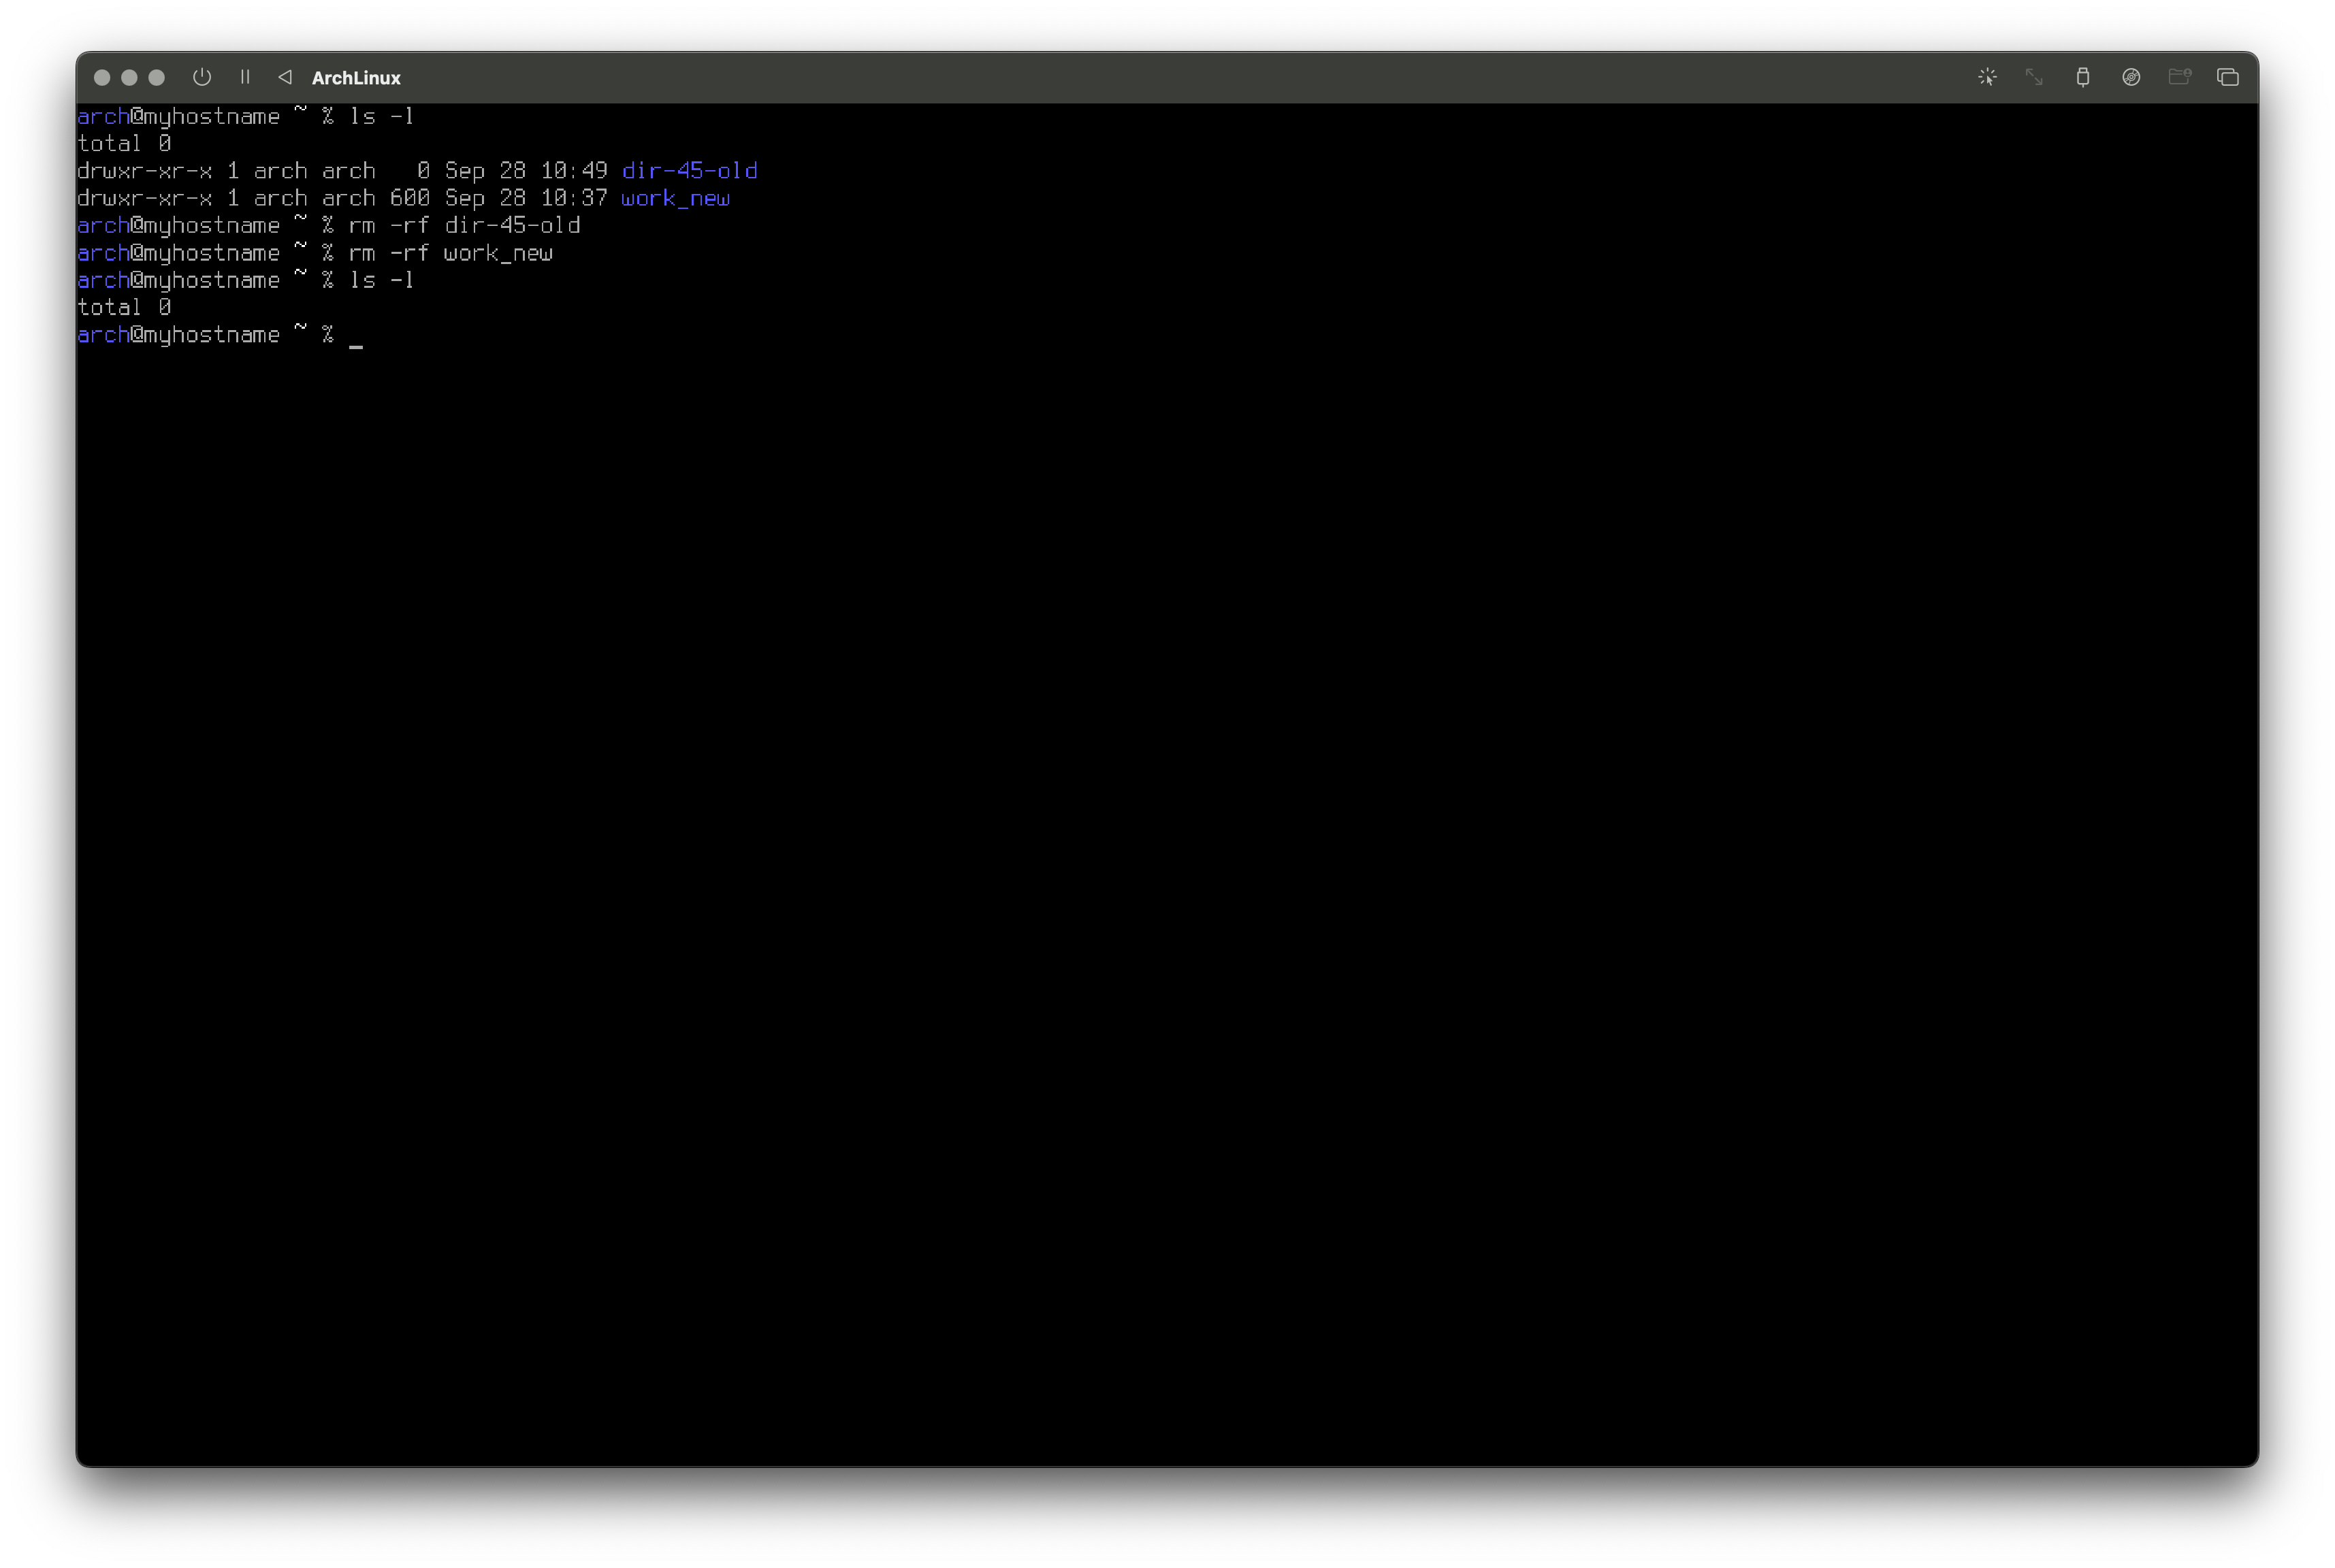 ArchLinux
arch@myhostname ~ % ls -l
total 0
drwxr-xr-x 1 arch arch   0 Sep 28 10:49 dir-45-old
drwxr-xr-x 1 arch arch 600 Sep 28 10:37 work_new
arch@myhostname ~ % rm -rf dir-45-old
arch@myhostname ~ % rm -rf work_new
arch@myhostname ~ % ls -l
total 0
arch@myhostname ~ % _